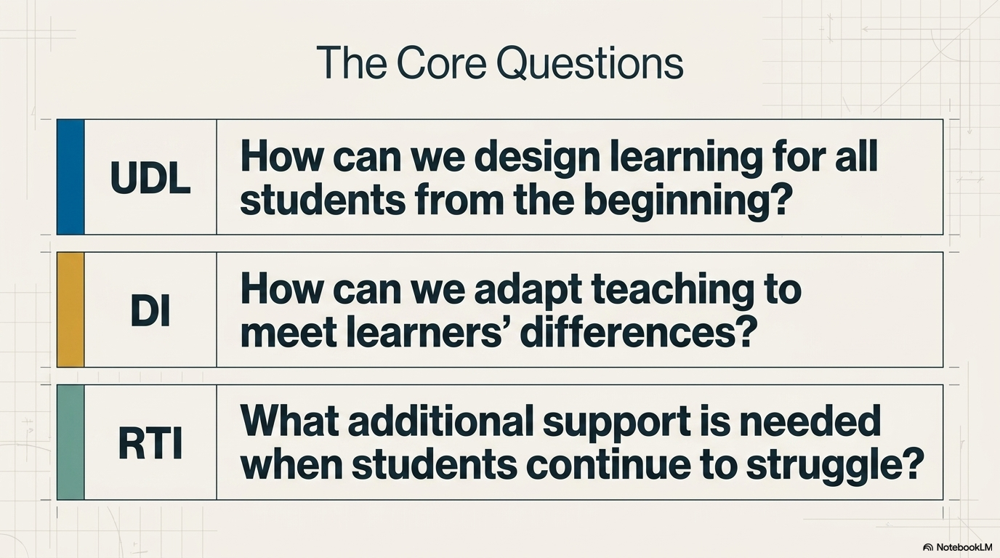 The Core Questions
UDL
How can we design learning for all
students from the beginning?
DI
How can we adapt teaching to
meet learners’ differences?
RTI
What additional support is needed
when students continue to struggle?
NotebookLM